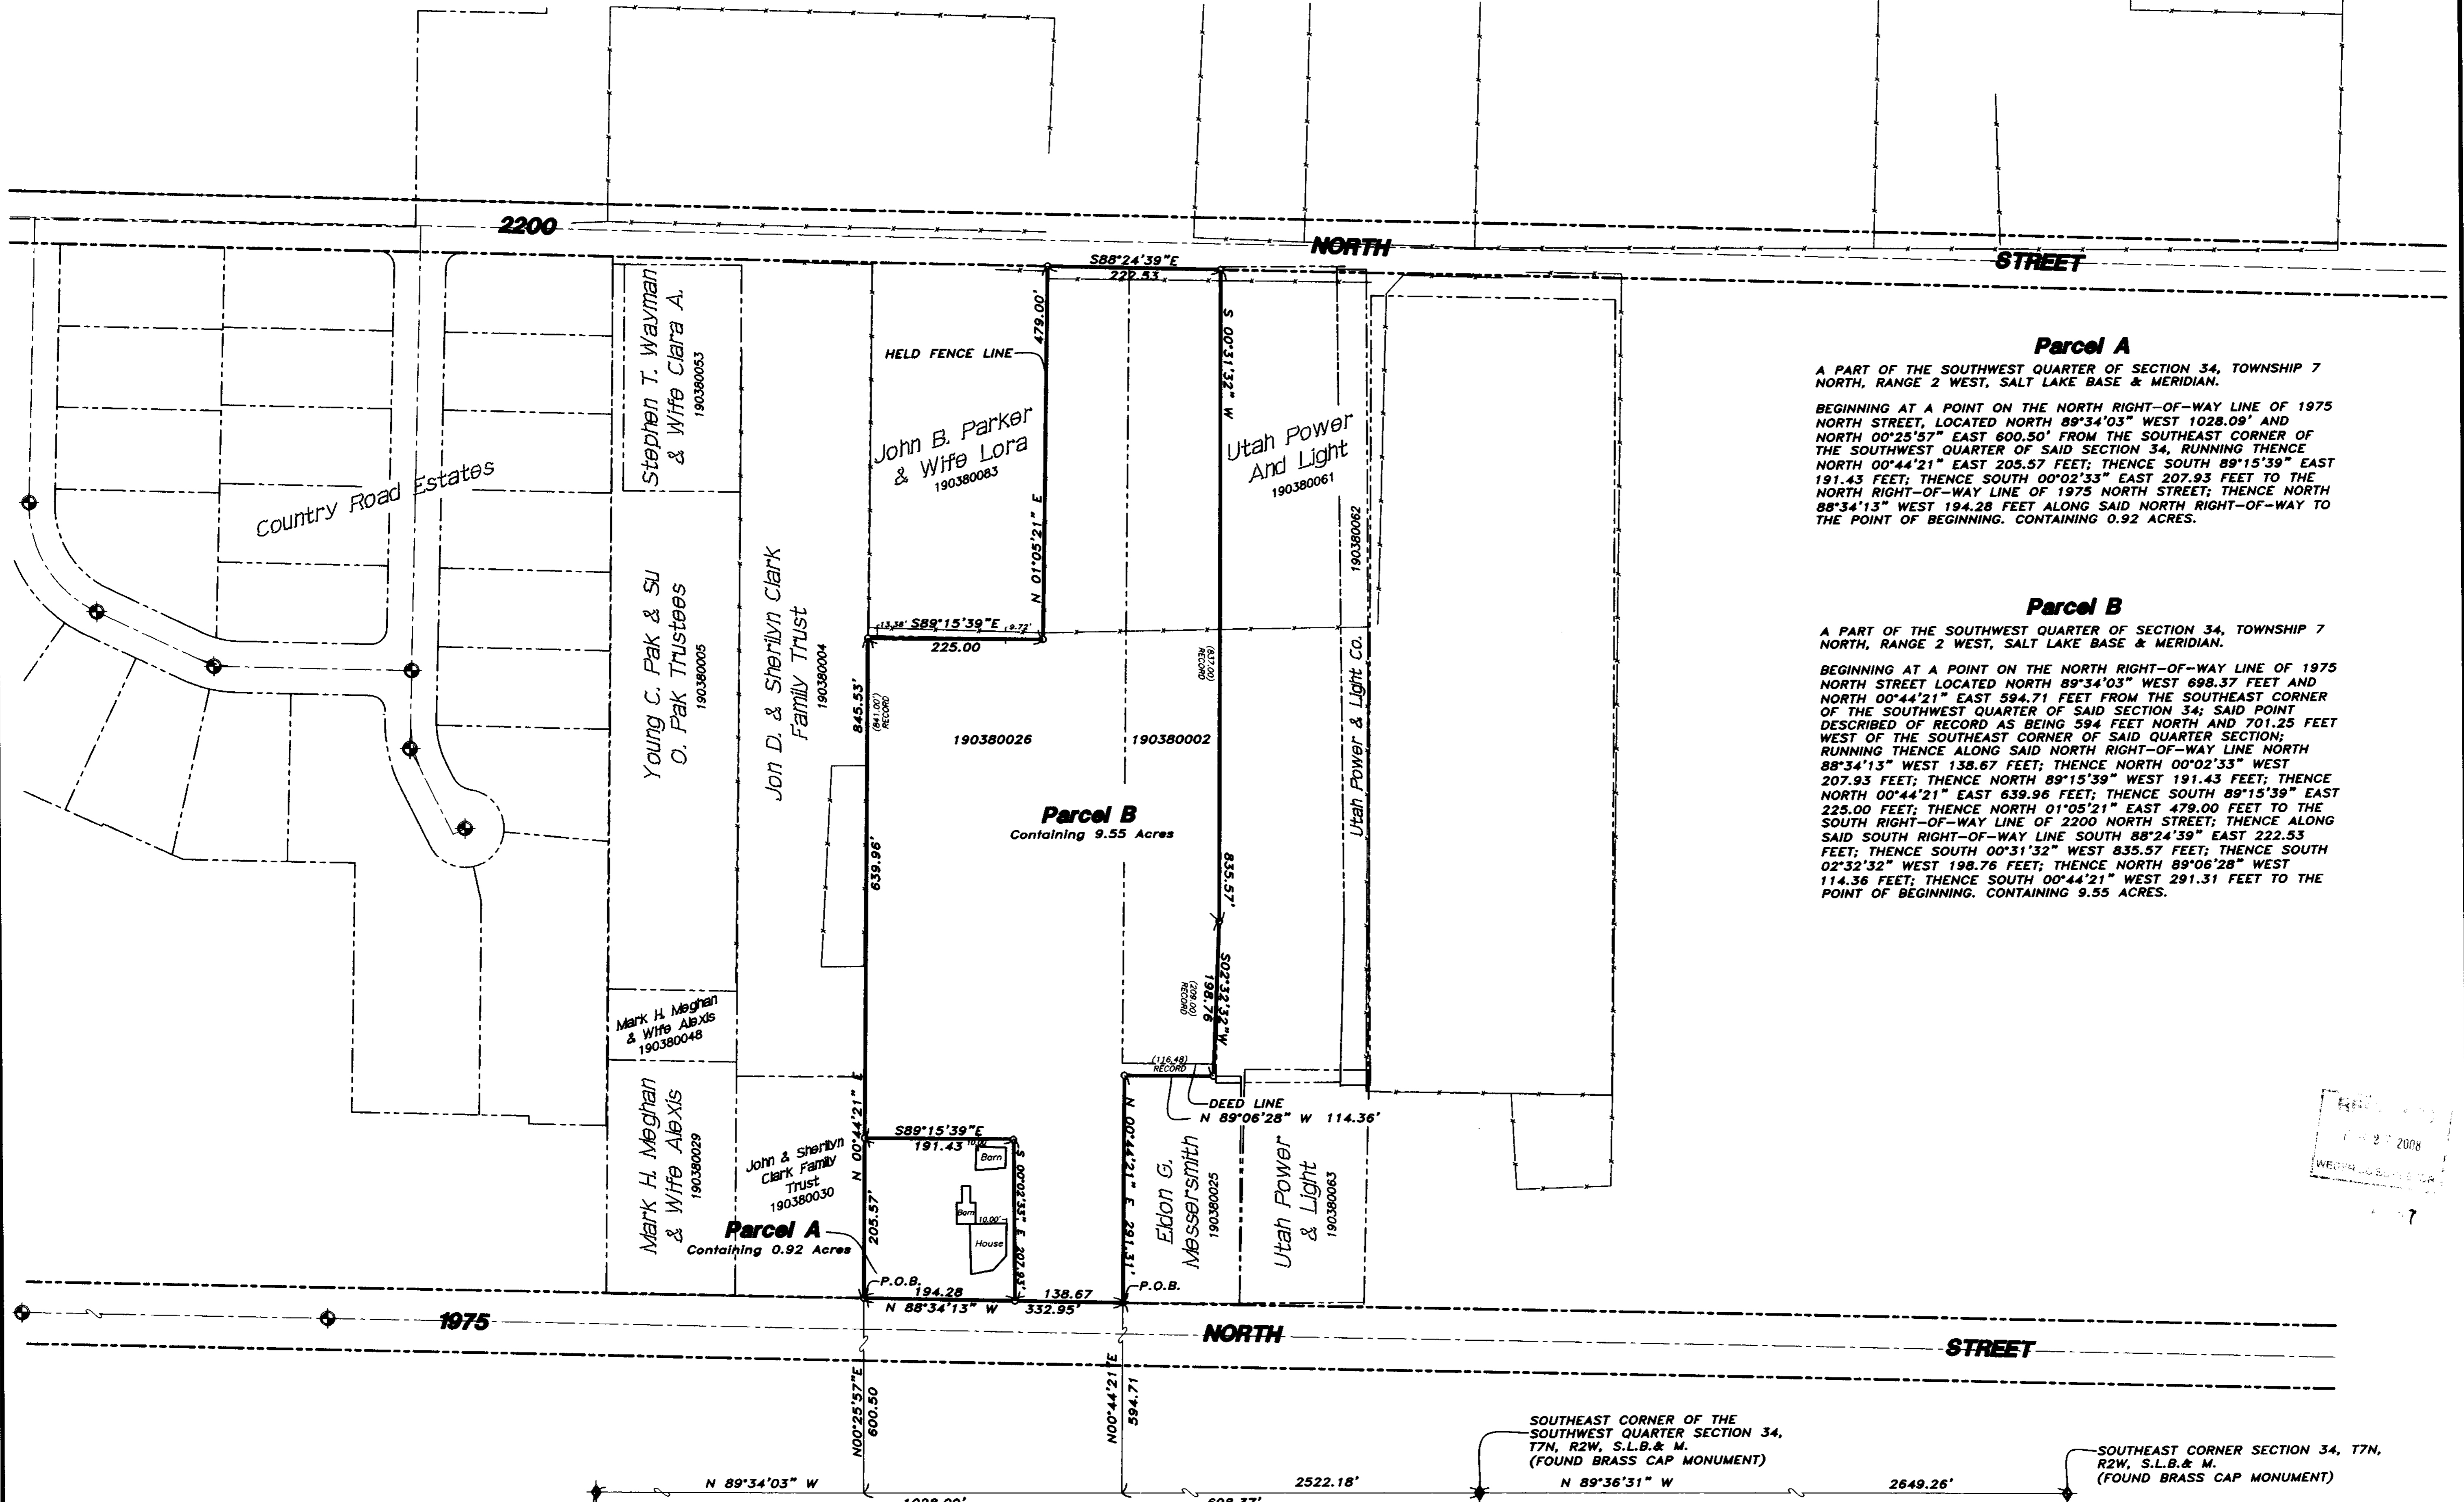 2200
NORTH
STREET
S88°24'39"E
222.53
479.00'
HELD FENCE LINE
S 00°31'32" W
Stephen T. Wayman
& Wife Clara A.
190380053
John B. Parker
& Wife Lora
190380083
Utah Power
And Light
190380061
190380062
Country Road Estates
N 01°05'21" E
Young C. Pak & Su
O. Pak Trustees
190380005
Jon D. & Sherilyn Clark
Family Trust
190380004
13.38'
S89°15'39"E
9.72'
225.00
(837.00)
RECORD
Utah Power & Light Co.
845.53'
(841.00')
RECORD
190380026
190380002
Parcel B
Containing 9.55 Acres
639.96'
835.57'
S02°32'32"W
198.76
(209.00)
RECORD
Mark H. Meghan
& Wife Alexis
190380048
(116.48)
RECORD
DEED LINE
N 89°06'28" W 114.36'
N 00°44'21" E
Mark H. Meghan
& Wife Alexis
190380029
John & Sherilyn
Clark Family
Trust
190380030
S89°15'39"E
191.43
10.00'
Barn
Barn
10.00'
House
S 00°02'33" E 207.93'
N 00°44'21" E 291.31'
Eldon G.
Messersmith
190380025
Utah Power
& Light
190380063
205.57'
Parcel A
Containing 0.92 Acres
P.O.B.
194.28
138.67
P.O.B.
N 88°34'13" W
332.95'
1975
NORTH
STREET
N00°25'57"E
600.50
N00°44'21"E
594.71
N 89°34'03" W
1028.09'
698.37'
2522.18'
N 89°36'31" W
2649.26'
SOUTHEAST CORNER OF THE
SOUTHWEST QUARTER SECTION 34,
T7N, R2W, S.L.B.& M.
(FOUND BRASS CAP MONUMENT)
SOUTHEAST CORNER SECTION 34, T7N,
R2W, S.L.B.& M.
(FOUND BRASS CAP MONUMENT)
Parcel A
A PART OF THE SOUTHWEST QUARTER OF SECTION 34, TOWNSHIP 7
NORTH, RANGE 2 WEST, SALT LAKE BASE & MERIDIAN.
BEGINNING AT A POINT ON THE NORTH RIGHT-OF-WAY LINE OF 1975
NORTH STREET, LOCATED NORTH 89°34'03" WEST 1028.09' AND
NORTH 00°25'57" EAST 600.50' FROM THE SOUTHEAST CORNER OF
THE SOUTHWEST QUARTER OF SAID SECTION 34, RUNNING THENCE
NORTH 00°44'21" EAST 205.57 FEET; THENCE SOUTH 89°15'39" EAST
191.43 FEET; THENCE SOUTH 00°02'33" EAST 207.93 FEET TO THE
NORTH RIGHT-OF-WAY LINE OF 1975 NORTH STREET; THENCE NORTH
88°34'13" WEST 194.28 FEET ALONG SAID NORTH RIGHT-OF-WAY TO
THE POINT OF BEGINNING. CONTAINING 0.92 ACRES.
Parcel B
A PART OF THE SOUTHWEST QUARTER OF SECTION 34, TOWNSHIP 7
NORTH, RANGE 2 WEST, SALT LAKE BASE & MERIDIAN.
BEGINNING AT A POINT ON THE NORTH RIGHT-OF-WAY LINE OF 1975
NORTH STREET LOCATED NORTH 89°34'03" WEST 698.37 FEET AND
NORTH 00°44'21" EAST 594.71 FEET FROM THE SOUTHEAST CORNER
OF THE SOUTHWEST QUARTER OF SAID SECTION 34; SAID POINT
DESCRIBED OF RECORD AS BEING 594 FEET NORTH AND 701.25 FEET
WEST OF THE SOUTHEAST CORNER OF SAID QUARTER SECTION;
RUNNING THENCE ALONG SAID NORTH RIGHT-OF-WAY LINE NORTH
88°34'13" WEST 138.67 FEET; THENCE NORTH 00°02'33" WEST
207.93 FEET; THENCE NORTH 89°15'39" WEST 191.43 FEET; THENCE
NORTH 00°44'21" EAST 639.96 FEET; THENCE SOUTH 89°15'39" EAST
225.00 FEET; THENCE NORTH 01°05'21" EAST 479.00 FEET TO THE
SOUTH RIGHT-OF-WAY LINE OF 2200 NORTH STREET; THENCE ALONG
SAID SOUTH RIGHT-OF-WAY LINE SOUTH 88°24'39" EAST 222.53
FEET; THENCE SOUTH 00°31'32" WEST 835.57 FEET; THENCE SOUTH
02°32'32" WEST 198.76 FEET; THENCE NORTH 89°06'28" WEST
114.36 FEET; THENCE SOUTH 00°44'21" WEST 291.31 FEET TO THE
POINT OF BEGINNING. CONTAINING 9.55 ACRES.
2008
7